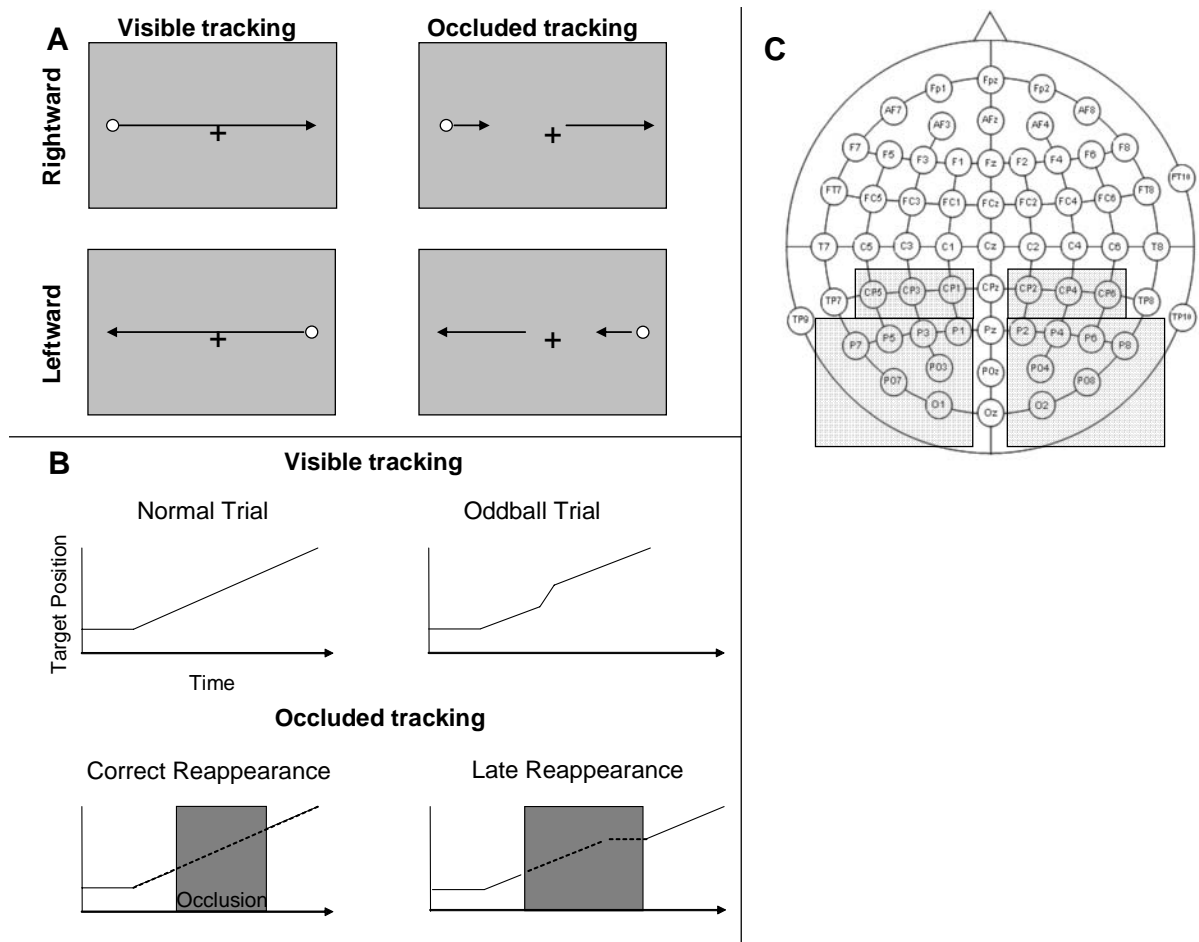 A
Visible tracking
Occluded tracking
Rightward
+
+
Leftward
+
+
B
Visible tracking
Normal Trial
Oddball Trial
Target Position
Time
Occluded tracking
Correct Reappearance
Late Reappearance
Occlusion
C
Fpz
Fp1 Fp2
AF7 AF8
AF3 AFz AF4
F7 F5 F3 F1 Fz F2 F4 F6 F8
FT10
FT7 FC5 FC3 FC1 FCz FC2 FC4 FC6 FT8
T7 C5 C3 C1 Cz C2 C4 C6 T8
TP7 CP5 CP3 CP1 CPz CP2 CP4 CP6 TP8
TP9 TP10
P7 P5 P3 P1 Pz P2 P4 P6 P8
PO3 POz PO4
PO7 PO8
O1 Oz O2